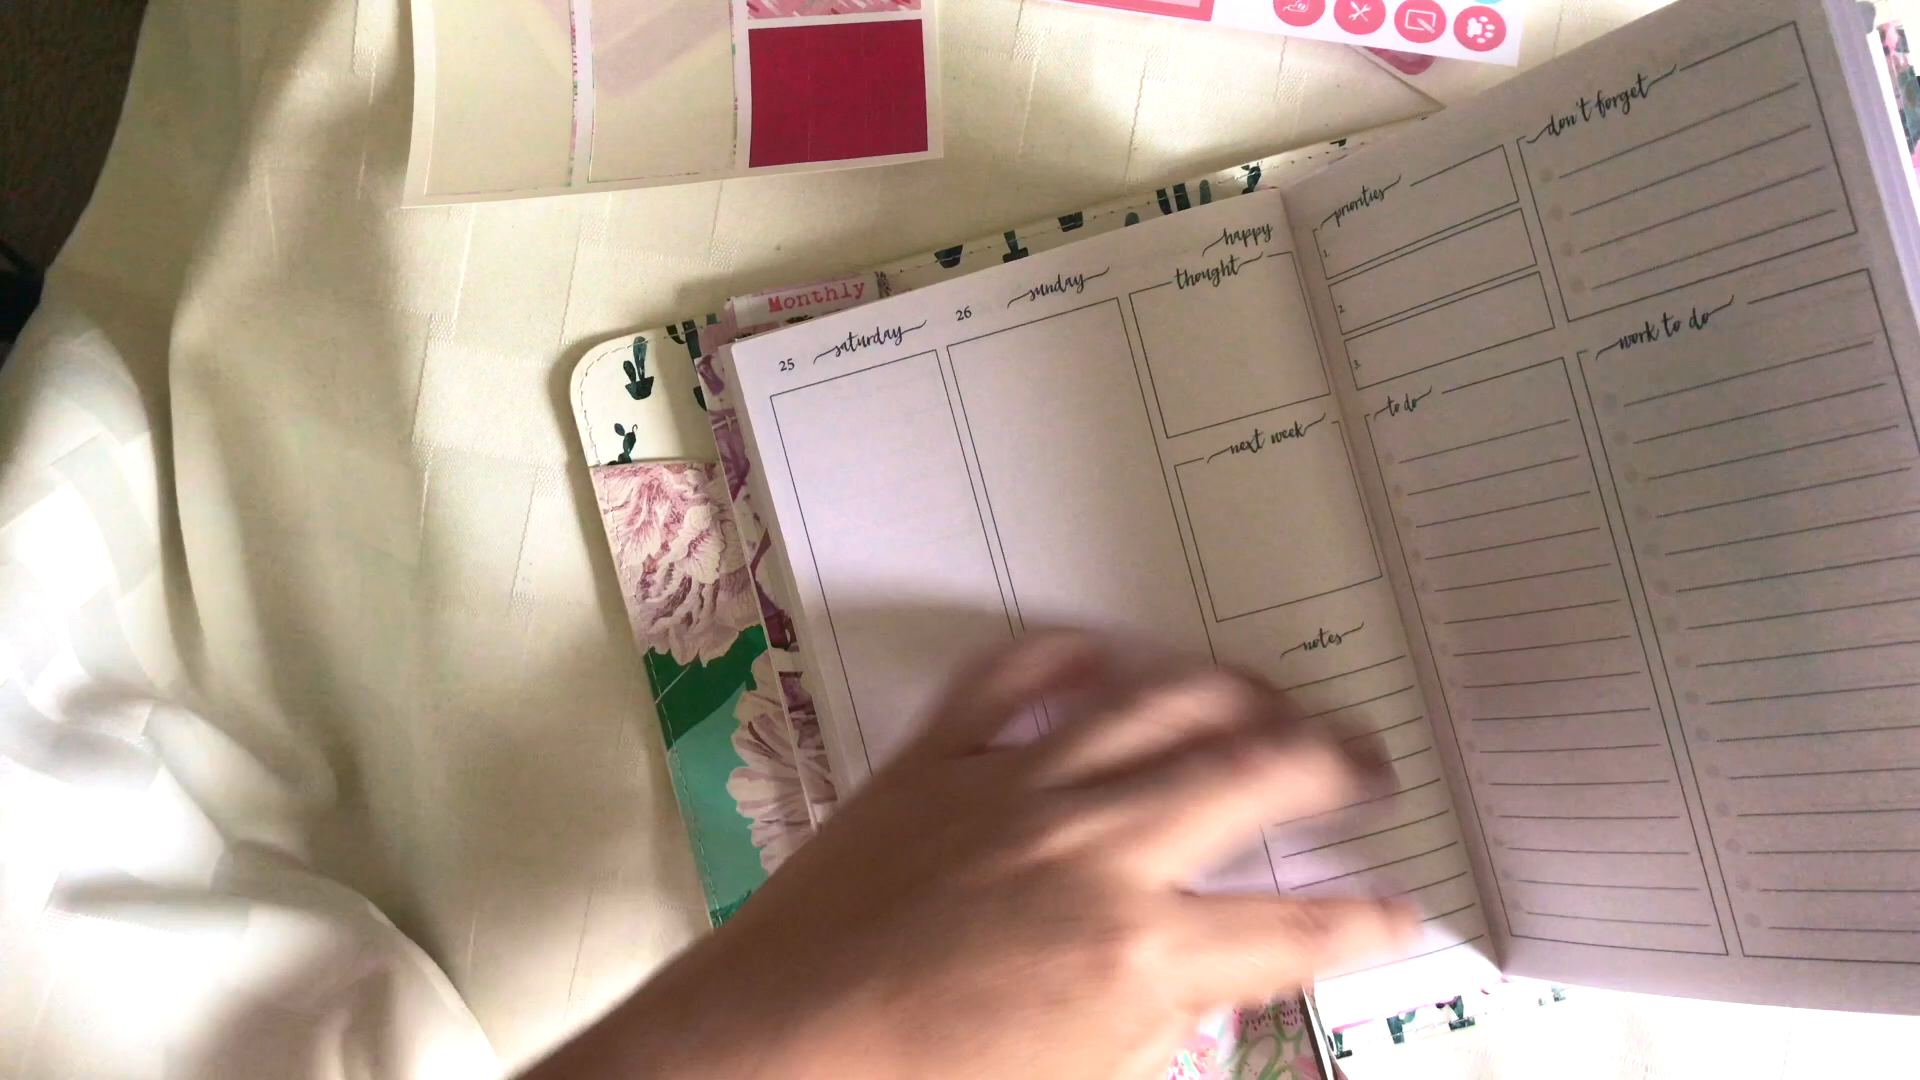 Monthly
25 saturday
26 sunday
happy
thought
next week
notes
priorities
1.
2.
3.
don't forget
to do
work to do